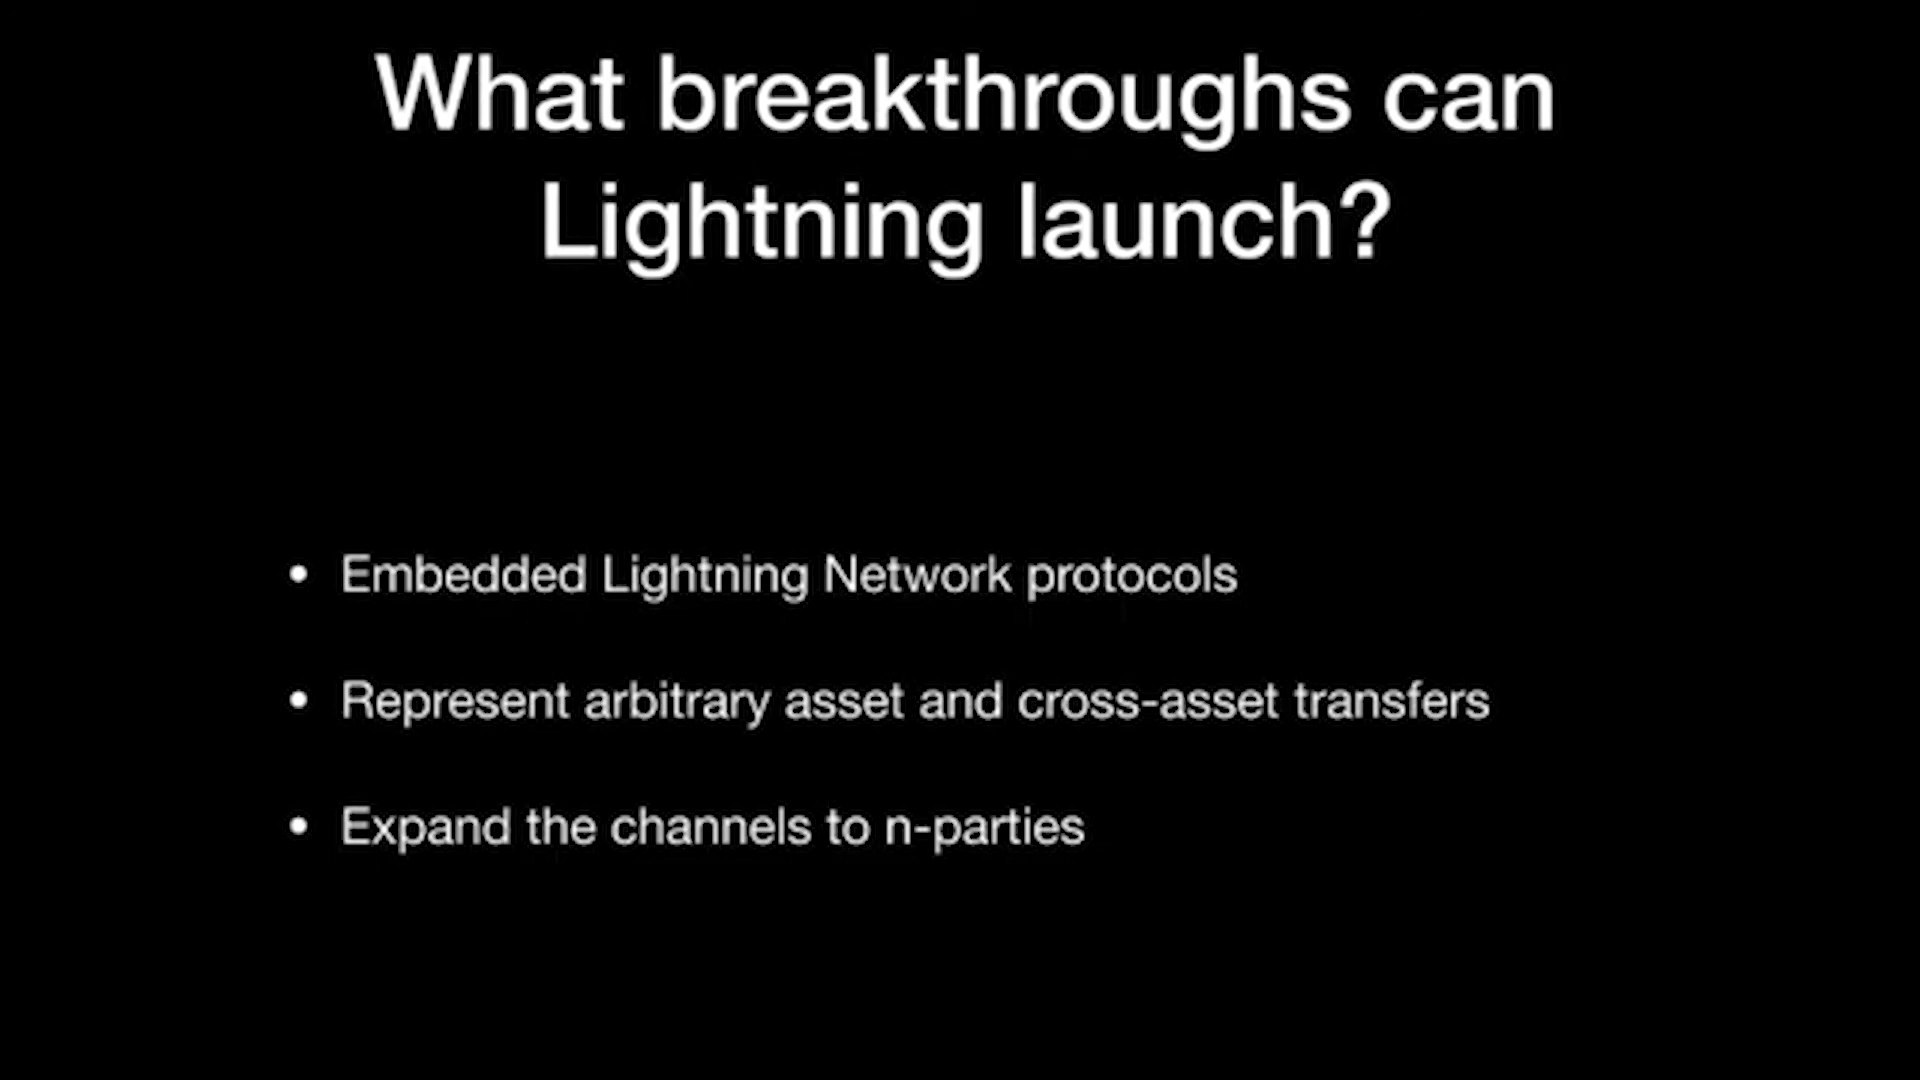 What breakthroughs can
Lightning launch?
• Embedded Lightning Network protocols
• Represent arbitrary asset and cross-asset transfers
• Expand the channels to n-parties